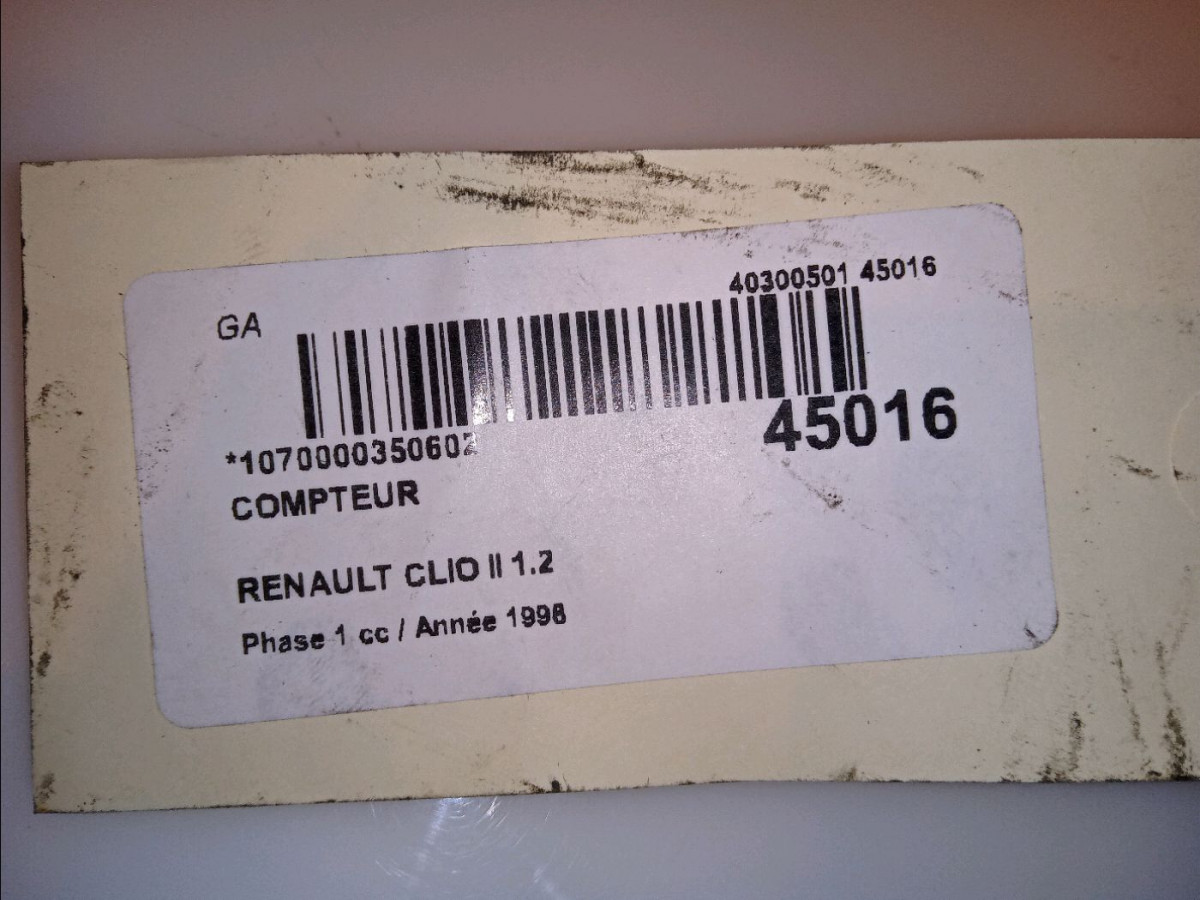 40300501 45016
GA
45016
*1070000350602
COMPTEUR
RENAULT CLIO II 1.2
Phase 1 cc / Année 1998